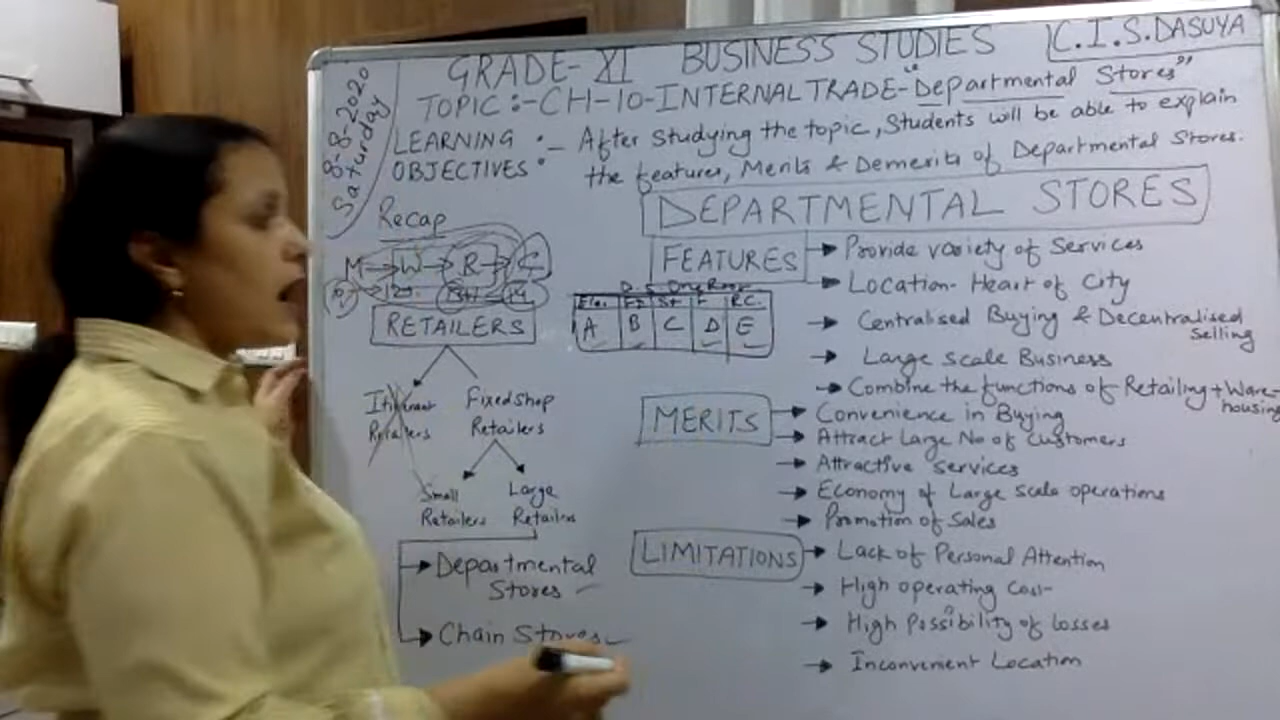 GRADE- XI BUSINESS STUDIES C.I.S. DASUYA
8-8-2020
Saturday
TOPIC :- CH-10-INTERNAL TRADE-"Departmental Stores"
LEARNING OBJECTIVES :- After studying the topic, Students will be able to explain
the features, Merits & Demerits of Departmental Stores.
Recap
M W R C
RETAILERS
Itinerant Retailers
Fixed shop Retailers
Small Retailers
Large Retailers
Departmental Stores
Chain Stores
DEPARTMENTAL STORES
FEATURES
Provide variety of Services
Location- Heart of City
Centralised Buying & Decentralised
Selling
Large scale Business
Combine the functions of Retailing + Ware-
housing
A B C D E
MERITS
Convenience in Buying
Attract Large No of Customers
Attractive services
Economy of Large scale operations
Promotion of Sales
LIMITATIONS
Lack of Personal Attention
High operating Cost
High Possibility of losses
Inconvenient Location